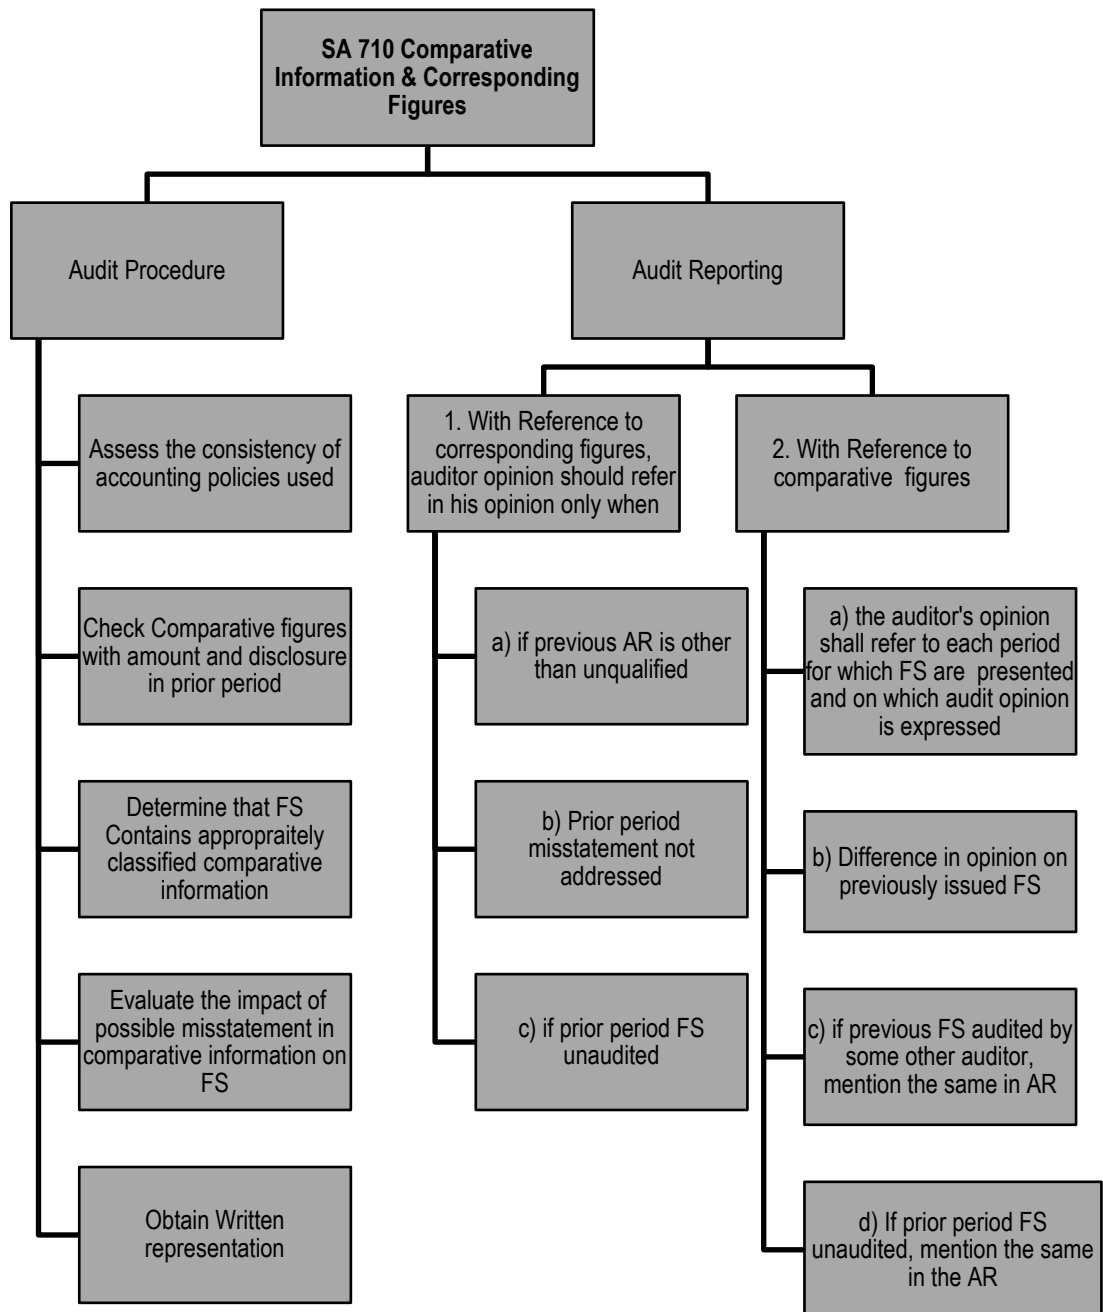 SA 710 Comparative
Information & Corresponding
Figures
Audit Procedure
Assess the consistency of
accounting policies used
Check Comparative figures
with amount and disclosure
in prior period
Determine that FS
Contains appropraitely
classified comparative
information
Evaluate the impact of
possible misstatement in
comparative information on
FS
Obtain Written
representation
Audit Reporting
1. With Reference to
corresponding figures,
auditor opinion should refer
in his opinion only when
a) if previous AR is other
than unqualified
b) Prior period
misstatement not
addressed
c) if prior period FS
unaudited
2. With Reference to
comparative figures
a) the auditor's opinion
shall refer to each period
for which FS are presented
and on which audit opinion
is expressed
b) Difference in opinion on
previously issued FS
c) if previous FS audited by
some other auditor,
mention the same in AR
d) If prior period FS
unaudited, mention the same
in the AR